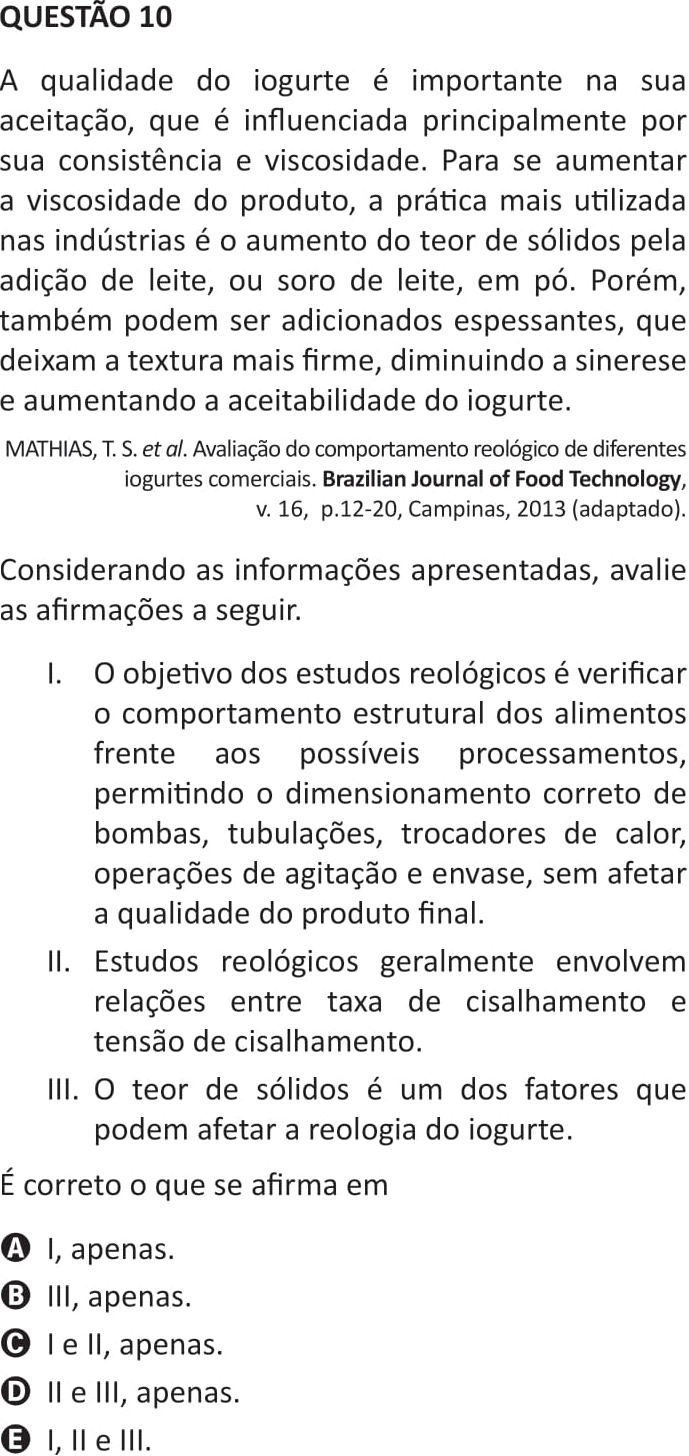 QUESTÃO 10
A qualidade do iogurte é importante na sua
aceitação, que é influenciada principalmente por
sua consistência e viscosidade. Para se aumentar
a viscosidade do produto, a prática mais utilizada
nas indústrias é o aumento do teor de sólidos pela
adição de leite, ou soro de leite, em pó. Porém,
também podem ser adicionados espessantes, que
deixam a textura mais firme, diminuindo a sinerese
e aumentando a aceitabilidade do iogurte.
MATHIAS, T. S. et al. Avaliação do comportamento reológico de diferentes
iogurtes comerciais. Brazilian Journal of Food Technology,
v. 16, p.12-20, Campinas, 2013 (adaptado).
Considerando as informações apresentadas, avalie
as afirmações a seguir.
I. O objetivo dos estudos reológicos é verificar
o comportamento estrutural dos alimentos
frente aos possíveis processamentos,
permitindo o dimensionamento correto de
bombas, tubulações, trocadores de calor,
operações de agitação e envase, sem afetar
a qualidade do produto final.
II. Estudos reológicos geralmente envolvem
relações entre taxa de cisalhamento e
tensão de cisalhamento.
III. O teor de sólidos é um dos fatores que
podem afetar a reologia do iogurte.
É correto o que se afirma em
A I, apenas.
B III, apenas.
C I e II, apenas.
D II e III, apenas.
E I, II e III.